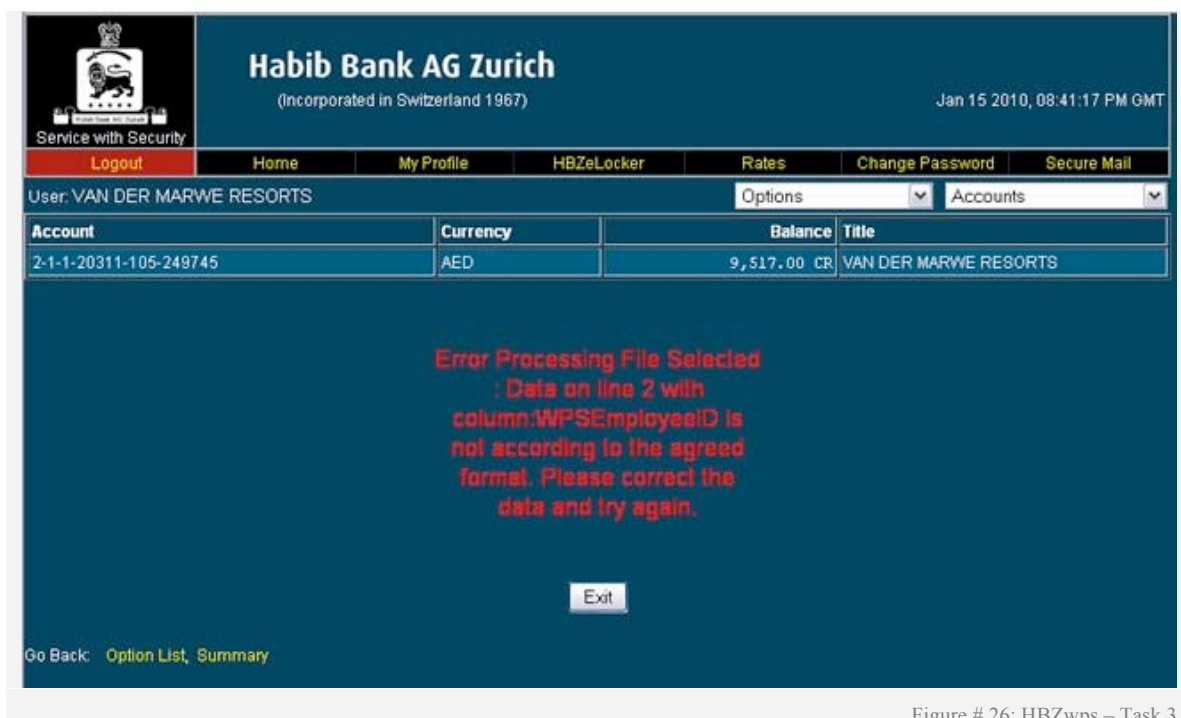 Habib Bank AG Zurich
(Incorporated in Switzerland 1967)
Jan 15 2010, 08:41:17 PM GMT
Service with Security
Logout Home My Profile HBZeLocker Rates Change Password Secure Mail
User: VAN DER MARWE RESORTS Options Accounts
Account Currency Balance Title
2-1-1-20311-105-249745 AED 9,517.00 CR VAN DER MARWE RESORTS
Error Processing File Selected
: Data on line 2 with
column:WPSEmployeeID is
not according to the agreed
format. Please correct the
data and try again.
Exit
Go Back: Option List, Summary
Figure # 26: HBZwps – Task 3